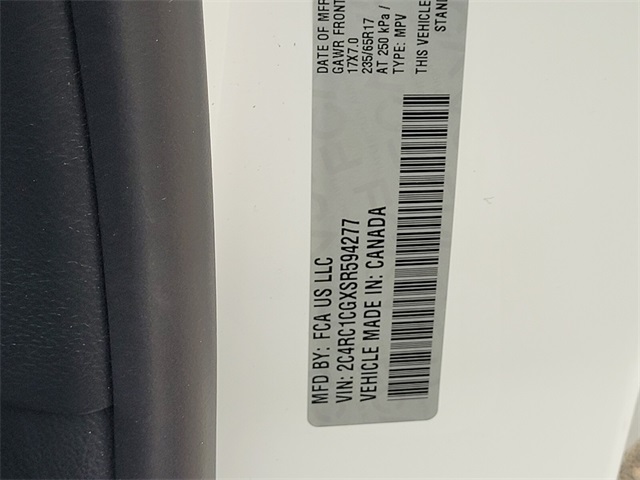 MFD BY: FCA US LLC
VIN: 2C4RC1CGXSR594277
VEHICLE MADE IN: CANADA
DATE OF MFR
GAWR FRONT
17X7.0
235/65R17
AT 250 kPa /
TYPE: MPV
THIS VEHICLE
STAN